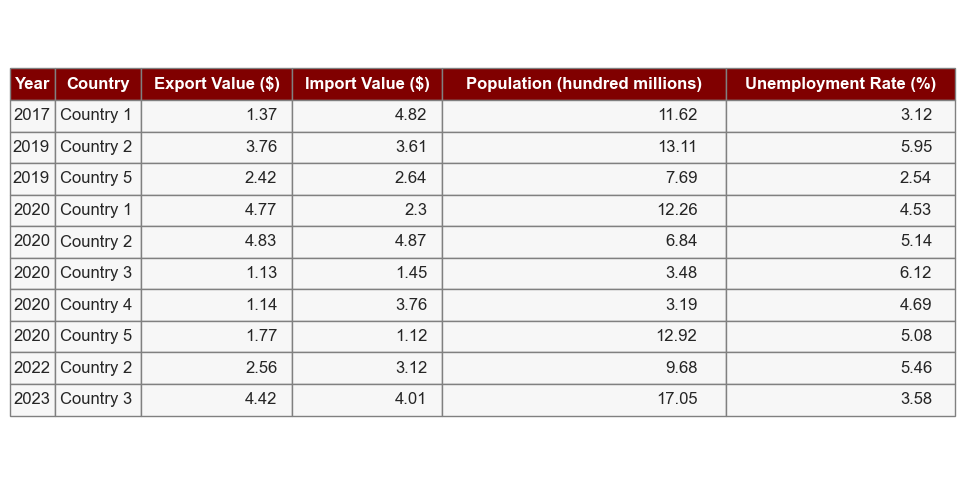 Year Country Export Value ($) Import Value ($) Population (hundred millions) Unemployment Rate (%)
2017 Country 1 1.37 4.82 11.62 3.12
2019 Country 2 3.76 3.61 13.11 5.95
2019 Country 5 2.42 2.64 7.69 2.54
2020 Country 1 4.77 2.3 12.26 4.53
2020 Country 2 4.83 4.87 6.84 5.14
2020 Country 3 1.13 1.45 3.48 6.12
2020 Country 4 1.14 3.76 3.19 4.69
2020 Country 5 1.77 1.12 12.92 5.08
2022 Country 2 2.56 3.12 9.68 5.46
2023 Country 3 4.42 4.01 17.05 3.58